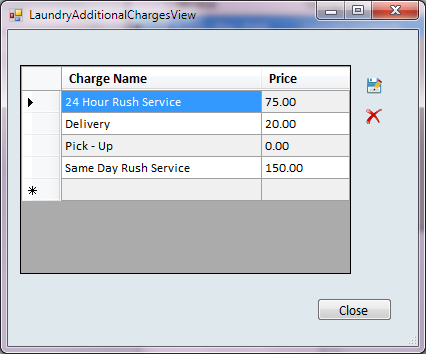 LaundryAdditionalChargesView
Charge Name Price
24 Hour Rush Service 75.00
Delivery 20.00
Pick - Up 0.00
Same Day Rush Service 150.00
Close